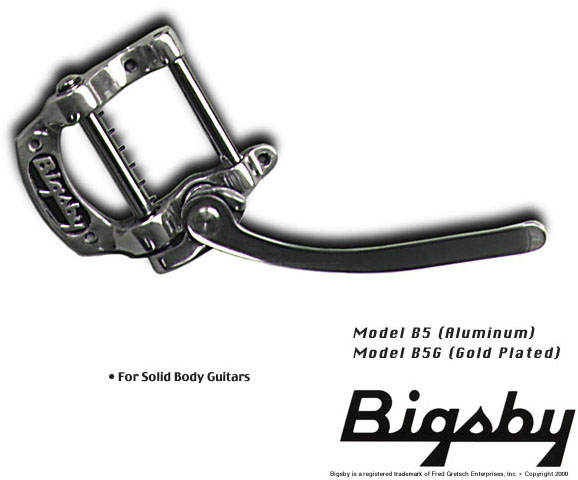 Bigsby
Model B5 (Aluminum)
Model B5G (Gold Plated)
• For Solid Body Guitars
Bigsby
Bigsby is a registered trademark of Fred Gretsch Enterprises, Inc. • Copyright 2000